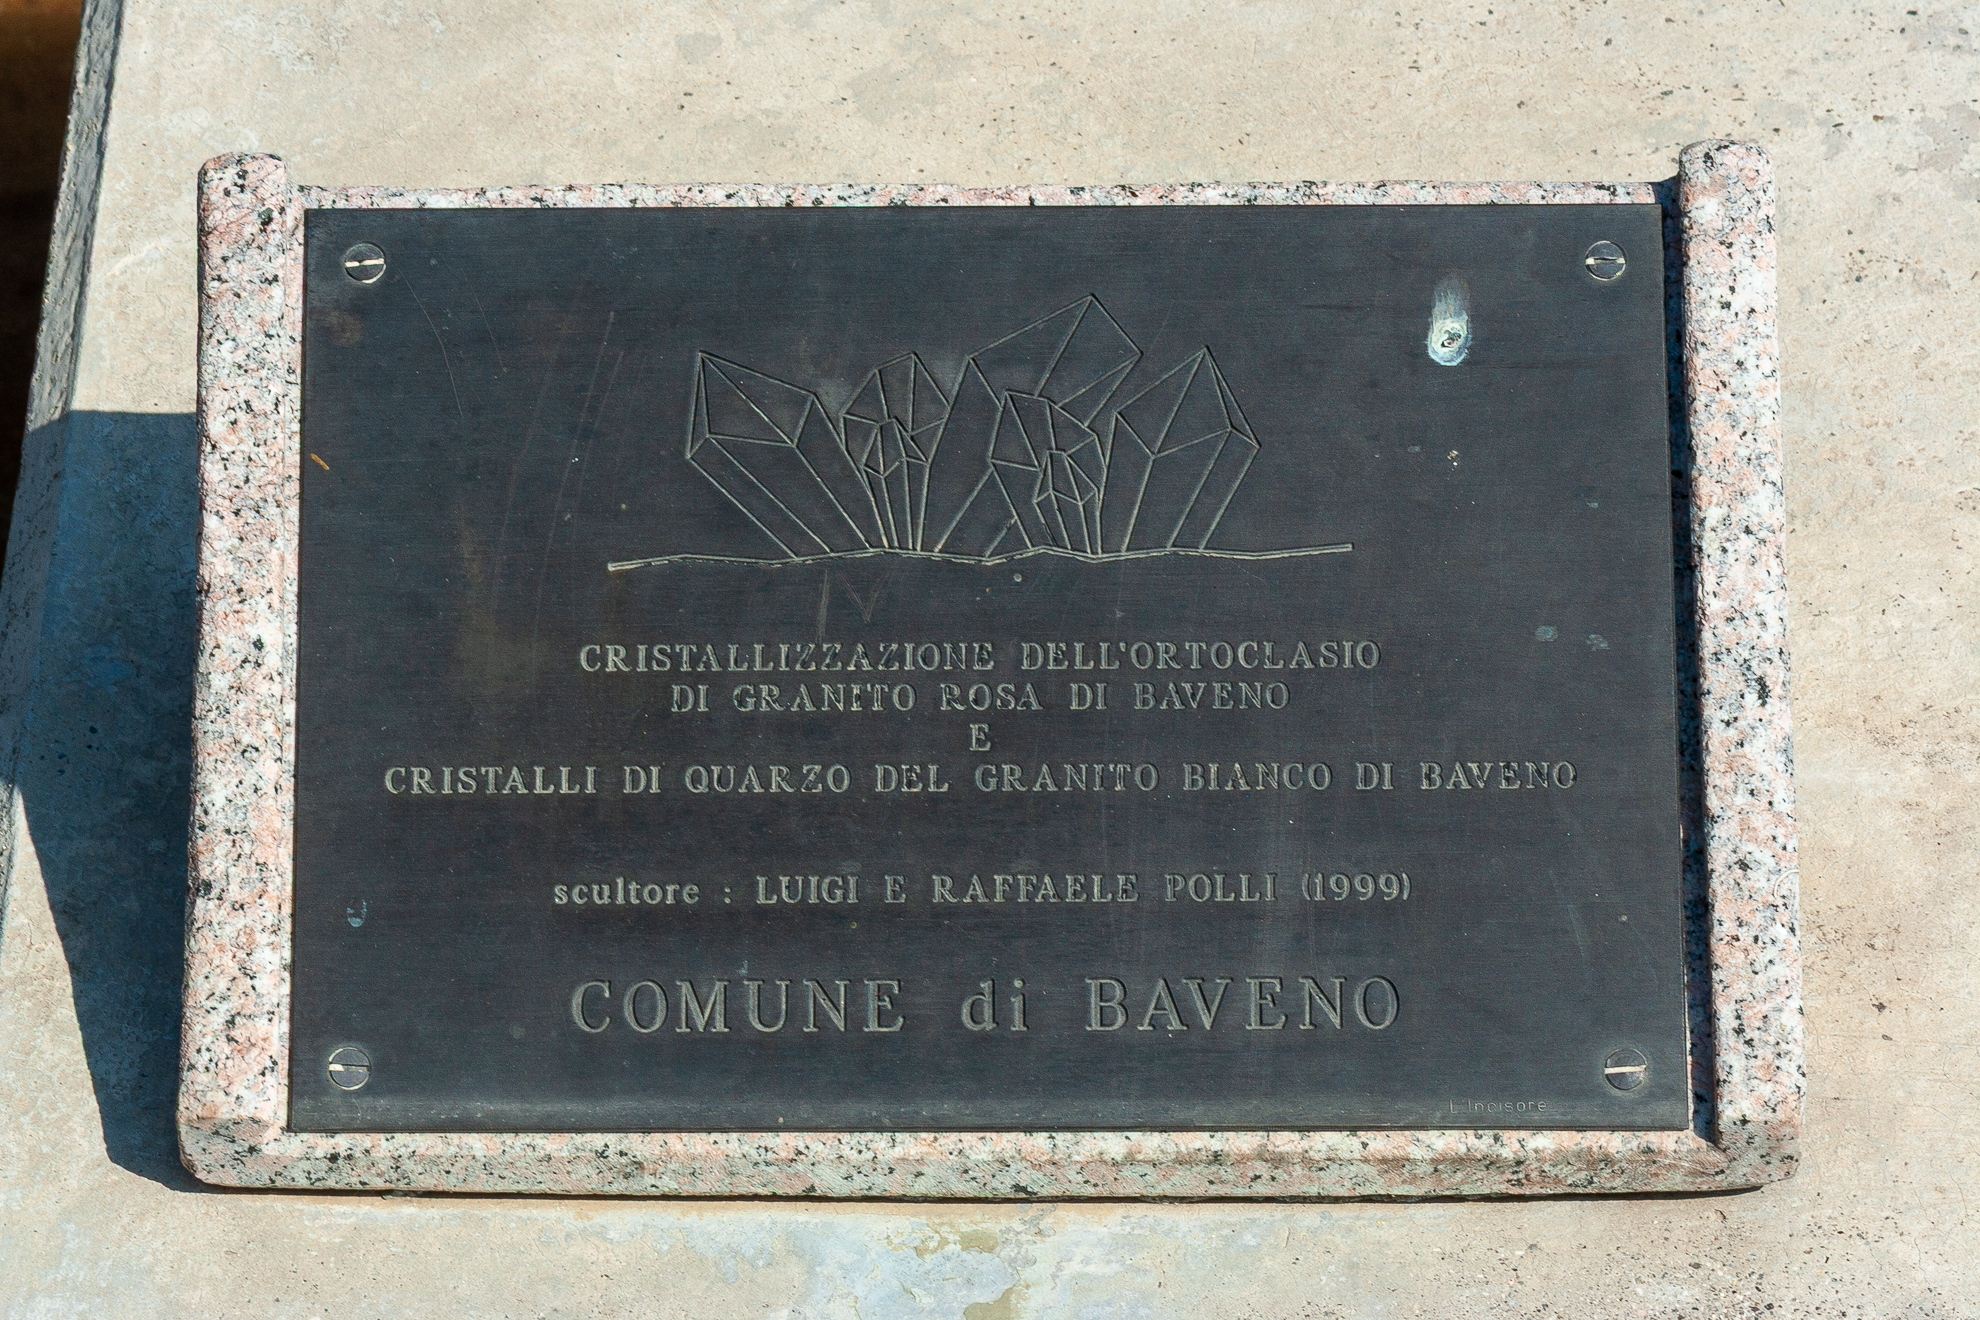 CRISTALLIZZAZIONE DELL'ORTOCLASIO
DI GRANITO ROSA DI BAVENO
E
CRISTALLI DI QUARZO DEL GRANITO BIANCO DI BAVENO
scultore : LUIGI E RAFFAELE POLLI (1999)
COMUNE di BAVENO
L'Incisore